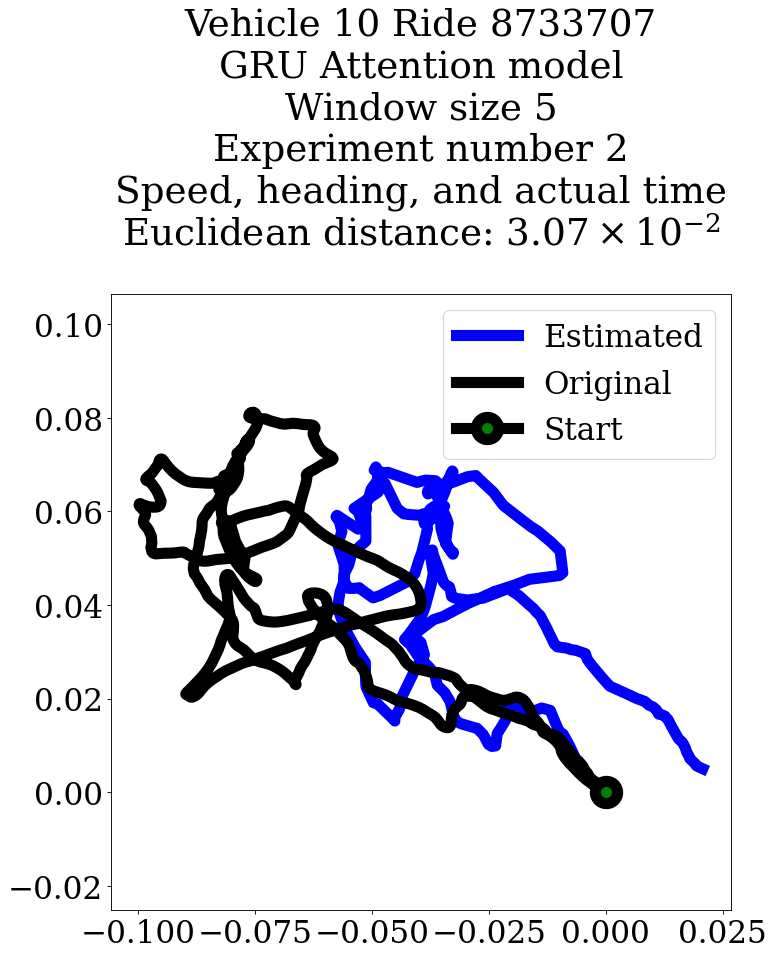 Vehicle 10 Ride 8733707
GRU Attention model
Window size 5
Experiment number 2
Speed, heading, and actual time
Euclidean distance: 3.07 × 10⁻²
Estimated
Original
Start
0.10
0.08
0.06
0.04
0.02
0.00
−0.02
−0.100 −0.075 −0.050 −0.025 0.000 0.025